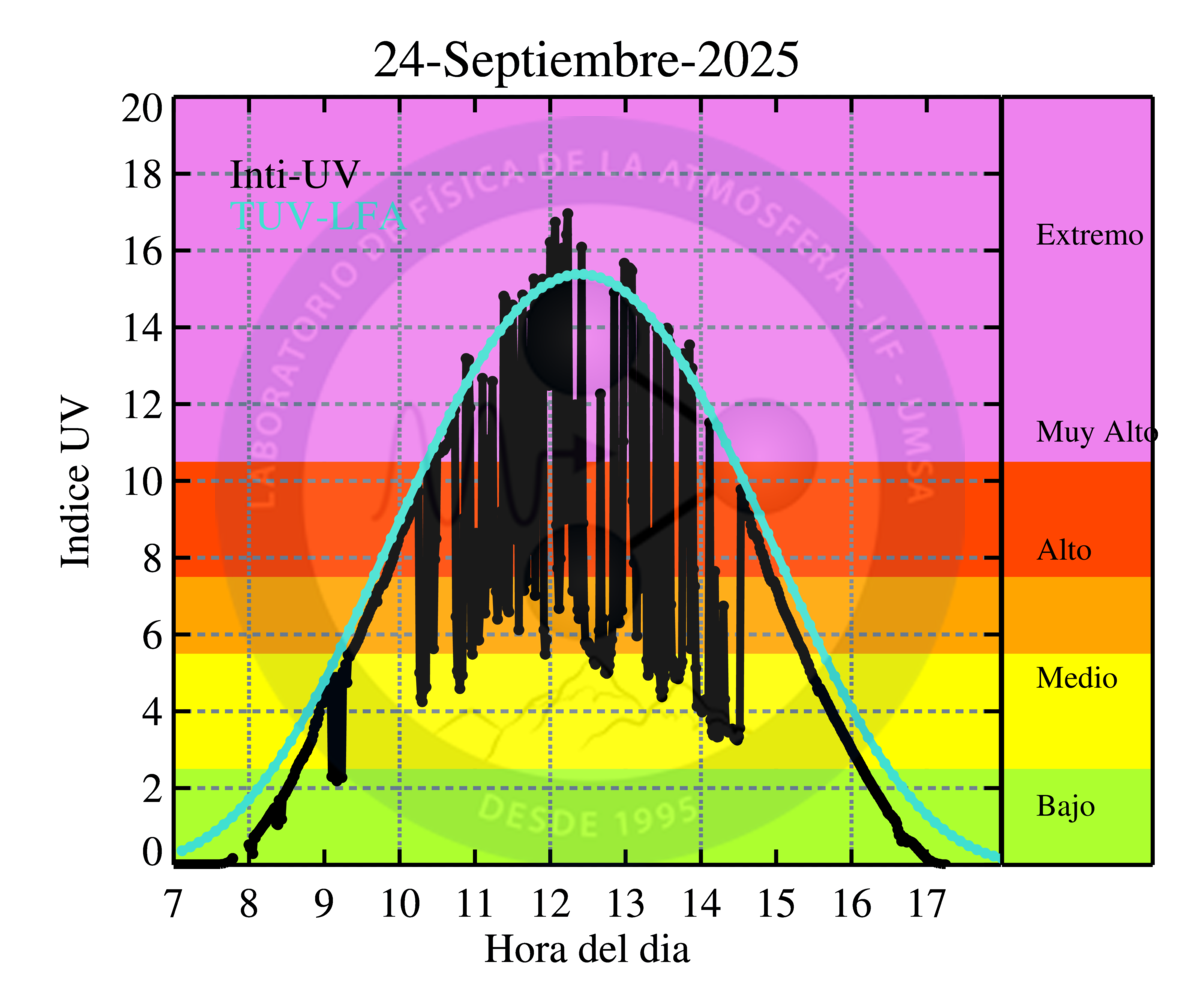 24-Septiembre-2025
20
18
16
14
12
10
8
6
4
2
0
Indice UV
Inti-UV
TUV-LFA
LABORATORIO DE FÍSICA DE LA ATMÓSFERA - IIF - UMSA
DESDE 1995
Extremo
Muy Alto
Alto
Medio
Bajo
7 8 9 10 11 12 13 14 15 16 17
Hora del dia